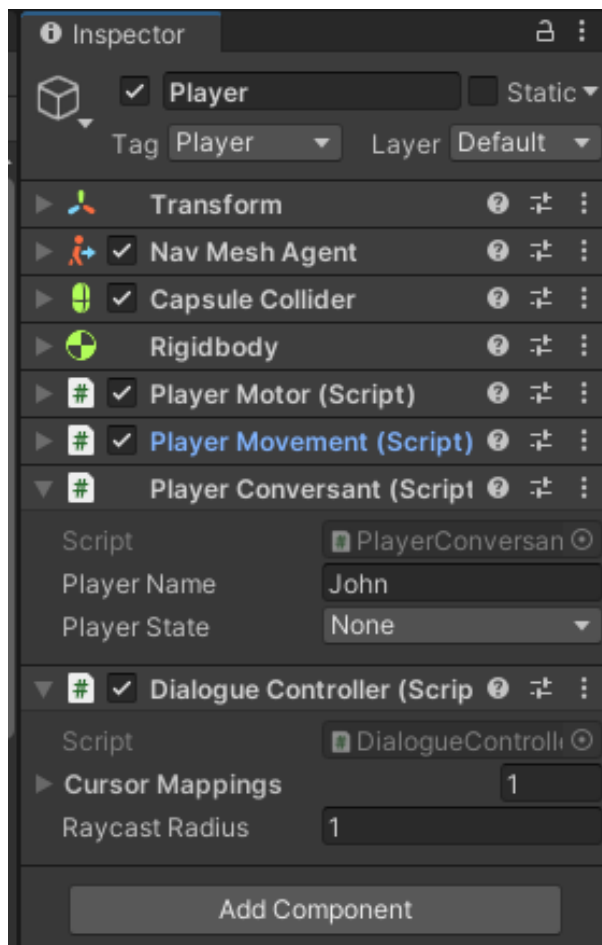 Inspector
Player Static
Tag Player Layer Default
Transform
Nav Mesh Agent
Capsule Collider
Rigidbody
# Player Motor (Script)
# Player Movement (Script)
# Player Conversant (Script
Script # PlayerConversan
Player Name John
Player State None
# Dialogue Controller (Scrip
Script # DialogueControll
Cursor Mappings 1
Raycast Radius 1
Add Component